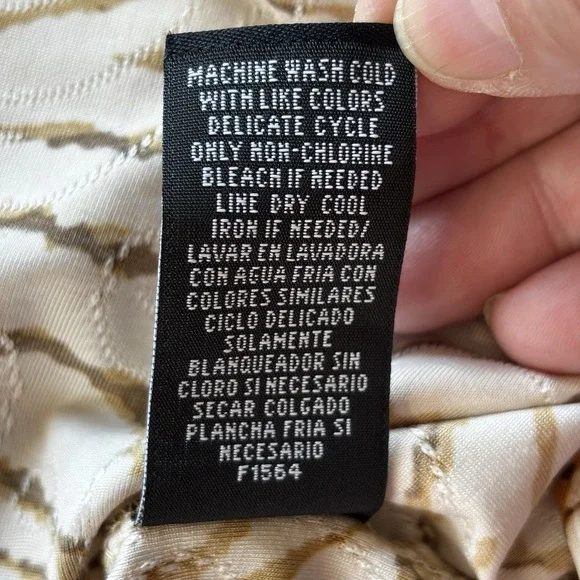 MACHINE WASH COLD
WITH LIKE COLORS
DELICATE CYCLE
ONLY NON-CHLORINE
BLEACH IF NEEDED
LINE DRY COOL
IRON IF NEEDED/
LAVAR EN LAVADORA
CON AGUA FRIA CON
COLORES SIMILARES
CICLO DELICADO
SOLAMENTE
BLANQUEADOR SIN
CLORO SI NECESARIO
SECAR COLGADO
PLANCHA FRIA SI
NECESARIO
F1564